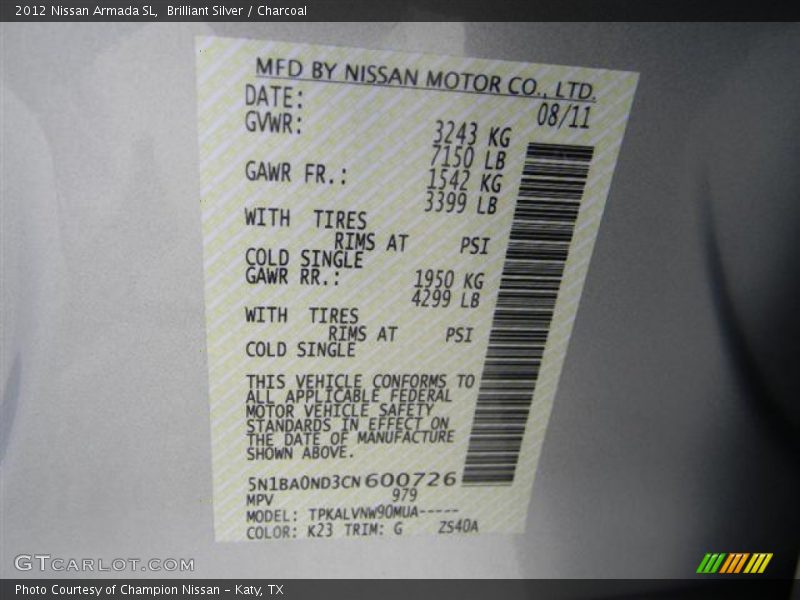 2012 Nissan Armada SL,  Brilliant Silver / Charcoal
MFD BY NISSAN MOTOR CO., LTD.
DATE: 08/11
GVWR: 3243 KG
7150 LB
GAWR FR.: 1542 KG
3399 LB
WITH TIRES
RIMS AT PSI
COLD SINGLE
GAWR RR.: 1950 KG
4299 LB
WITH TIRES
RIMS AT PSI
COLD SINGLE
THIS VEHICLE CONFORMS TO
ALL APPLICABLE FEDERAL
MOTOR VEHICLE SAFETY
STANDARDS IN EFFECT ON
THE DATE OF MANUFACTURE
SHOWN ABOVE.
5N1BA0ND3CN600726
MPV 979
MODEL: TPKALVNW90MUA-----
COLOR: K23 TRIM: G ZS40A
GTCARLOT.COM
Photo Courtesy of Champion Nissan - Katy, TX